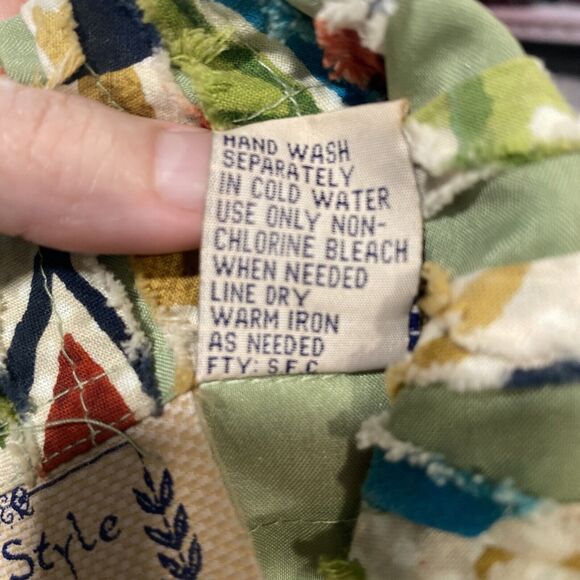 HAND WASH
SEPARATELY
IN COLD WATER
USE ONLY NON-
CHLORINE BLEACH
WHEN NEEDED
LINE DRY
WARM IRON
AS NEEDED
FTY: SFC
Style